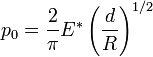 p_0 = \frac{2}{\pi} E^* \left( \frac{d}{R} \right)^{1/2}